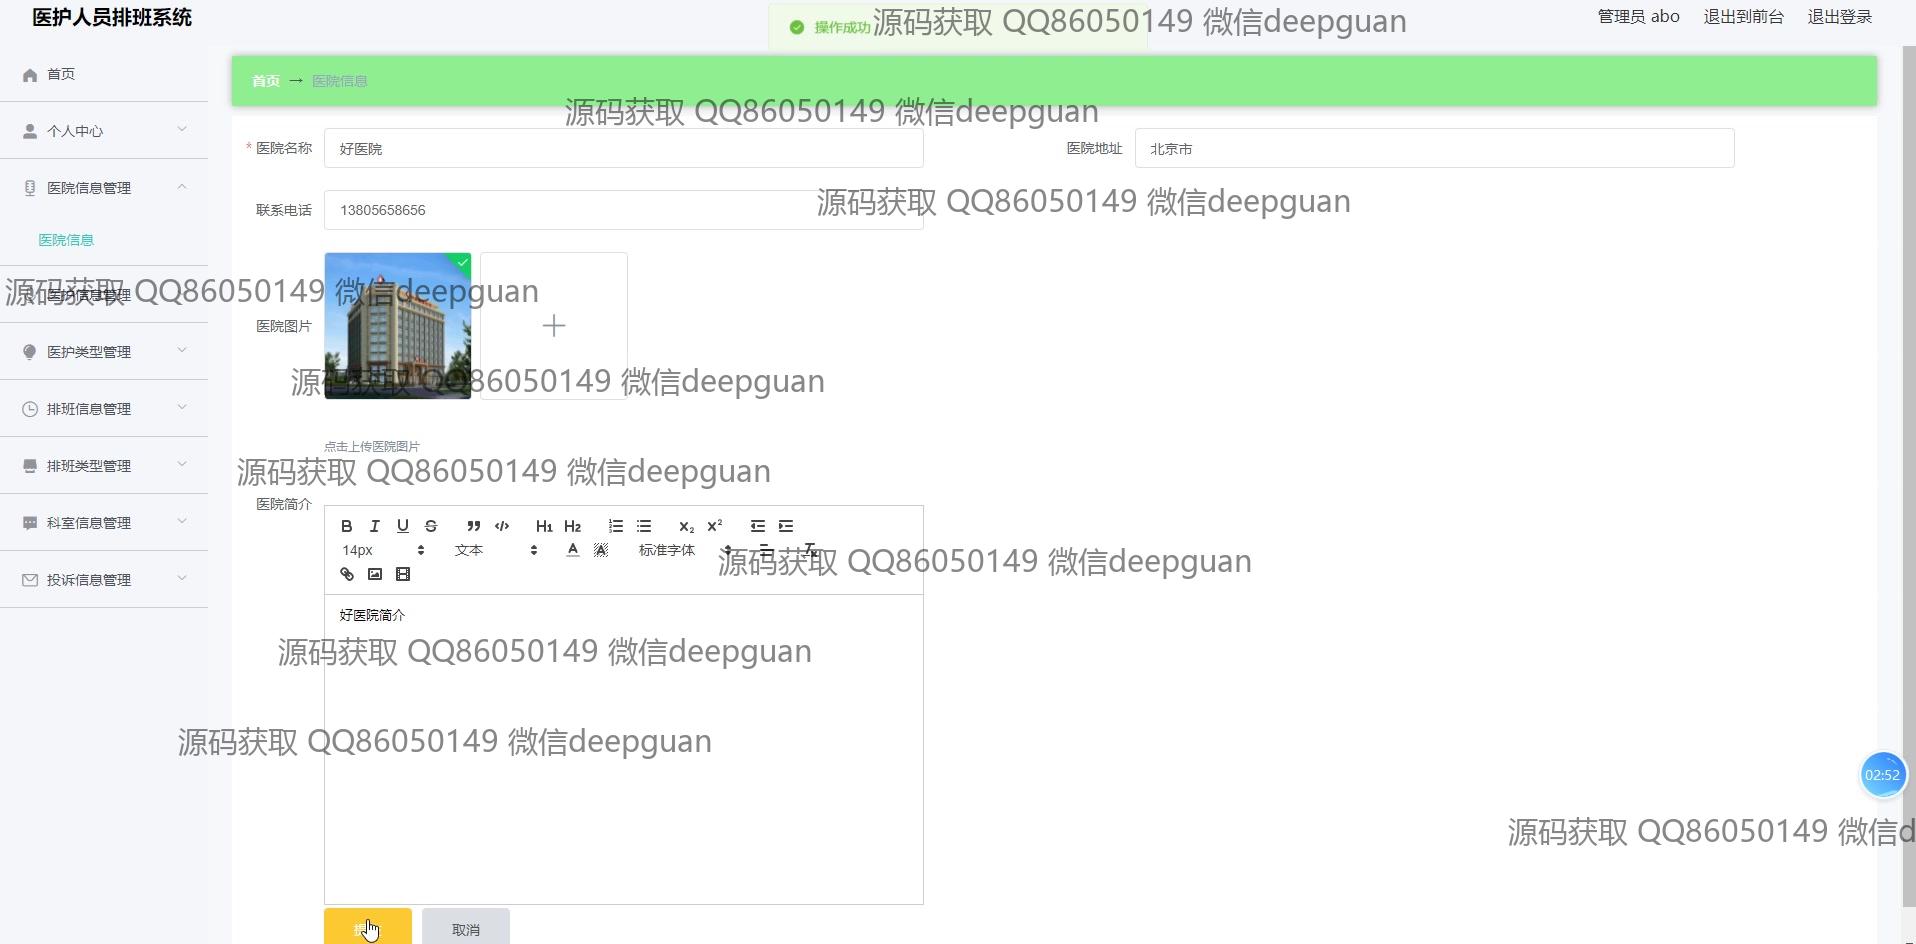 医护人员排班系统
操作成功
源码获取 QQ86050149 微信deepguan
管理员 abo 退出到前台 退出登录
首页
首页 → 医院信息
源码获取 QQ86050149 微信deepguan
个人中心
* 医院名称 好医院
医院地址 北京市
医院信息管理
联系电话 13805658656
源码获取 QQ86050149 微信deepguan
医院信息
医护信息管理
源码获取 QQ86050149 微信deepguan
医院图片
医护类型管理
源码获取 QQ86050149 微信deepguan
排班信息管理
点击上传医院图片
排班类型管理
源码获取 QQ86050149 微信deepguan
医院简介
科室信息管理
B I U S ” </> H1 H2 x2 x2
14px 文本 A A 标准字体
源码获取 QQ86050149 微信deepguan
投诉信息管理
好医院简介
源码获取 QQ86050149 微信deepguan
源码获取 QQ86050149 微信deepguan
02:52
源码获取 QQ86050149 微信d
取消